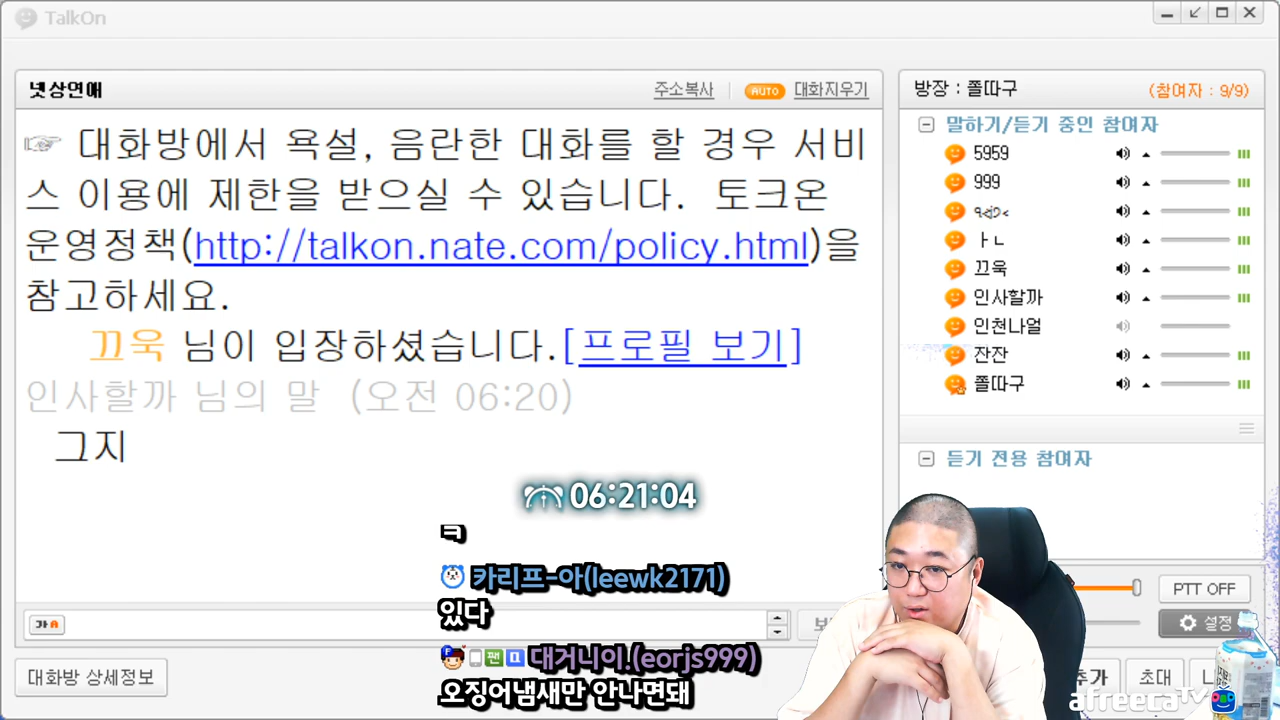 TalkOn
넷상연애
주소복사
AUTO 대화지우기
☞ 대화방에서 욕설, 음란한 대화를 할 경우 서비
스 이용에 제한을 받으실 수 있습니다. 토크온
운영정책(http://talkon.nate.com/policy.html)을
참고하세요.
끄욱 님이 입장하셨습니다.[프로필 보기]
인사할까 님의 말 (오전 06:20)
그지
방장 : 쫄따구
(참여자 : 9/9)
말하기/듣기 중인 참여자
5959
999
ㅏㄴ
끄욱
인사할까
인천나얼
잔잔
쫄따구
듣기 전용 참여자
06:21:04
ㅋ
카리프-아(leewk2171)
있다
팬
대거니이.(eorjs999)
오징어냄새만 안나면돼
가A
PTT OFF
설정
대화방 상세정보
추가
초대
afreecaTV